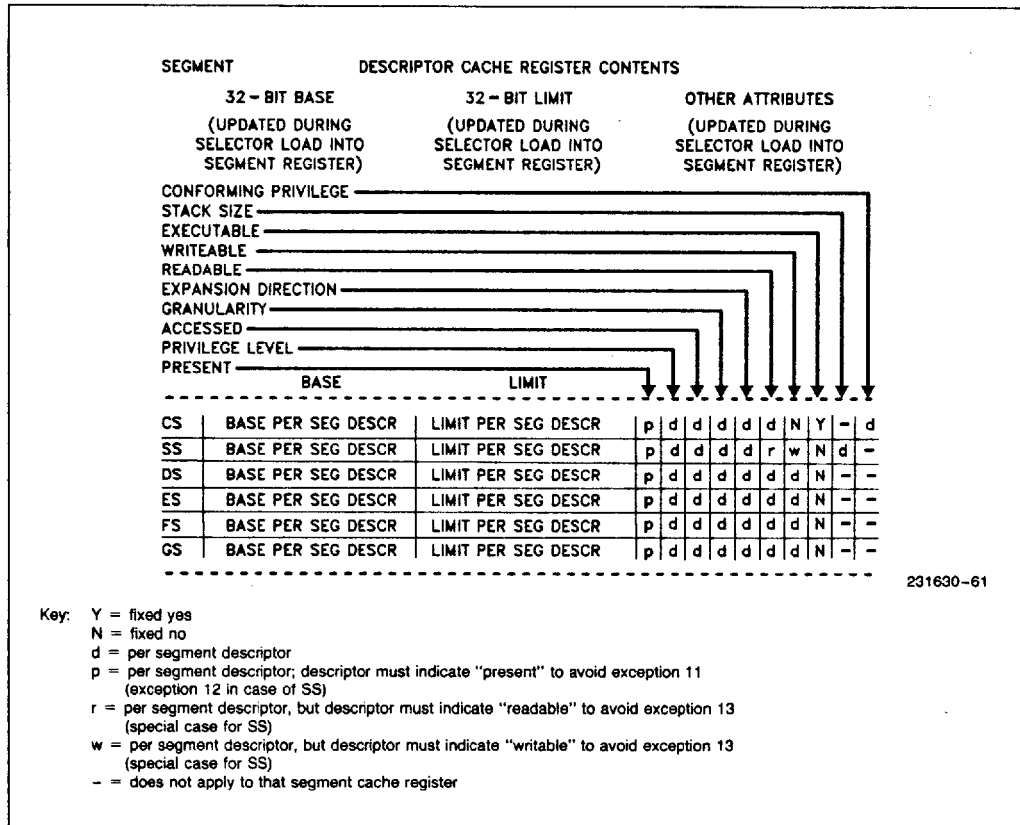 SEGMENT DESCRIPTOR CACHE REGISTER CONTENTS
32 – BIT BASE 32 – BIT LIMIT OTHER ATTRIBUTES
(UPDATED DURING (UPDATED DURING (UPDATED DURING
SELECTOR LOAD INTO SELECTOR LOAD INTO SELECTOR LOAD INTO
SEGMENT REGISTER) SEGMENT REGISTER) SEGMENT REGISTER)
CONFORMING PRIVILEGE
STACK SIZE
EXECUTABLE
WRITEABLE
READABLE
EXPANSION DIRECTION
GRANULARITY
ACCESSED
PRIVILEGE LEVEL
PRESENT
BASE LIMIT
CS BASE PER SEG DESCR LIMIT PER SEG DESCR p d d d d d N Y – d
SS BASE PER SEG DESCR LIMIT PER SEG DESCR p d d d d r w N d –
DS BASE PER SEG DESCR LIMIT PER SEG DESCR p d d d d d d N – –
ES BASE PER SEG DESCR LIMIT PER SEG DESCR p d d d d d d N – –
FS BASE PER SEG DESCR LIMIT PER SEG DESCR p d d d d d d N – –
GS BASE PER SEG DESCR LIMIT PER SEG DESCR p d d d d d d N – –
231630–61
Key: Y = fixed yes
N = fixed no
d = per segment descriptor
p = per segment descriptor; descriptor must indicate "present" to avoid exception 11
(exception 12 in case of SS)
r = per segment descriptor, but descriptor must indicate "readable" to avoid exception 13
(special case for SS)
w = per segment descriptor, but descriptor must indicate "writable" to avoid exception 13
(special case for SS)
– = does not apply to that segment cache register